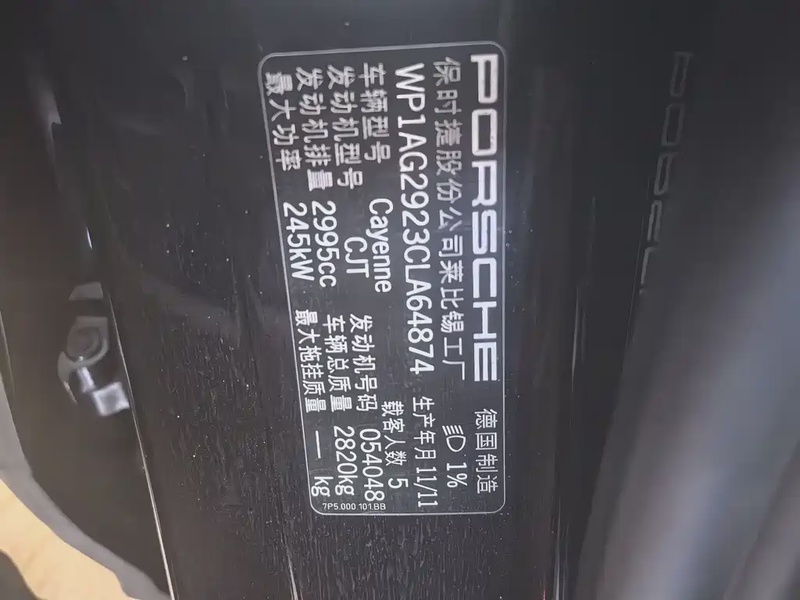 PORSCHE 德国制造
保时捷股份公司莱比锡工厂 1%
WP1AG2923CLA64874 生产年月 11/11
载客人数 5
车辆型号 Cayenne 发动机号码 054048
发动机型号 CJT 车辆总质量 2820kg
发动机排量 2995cc 最大拖挂质量 — kg
最大功率 245kW
7P5.000.101.BB